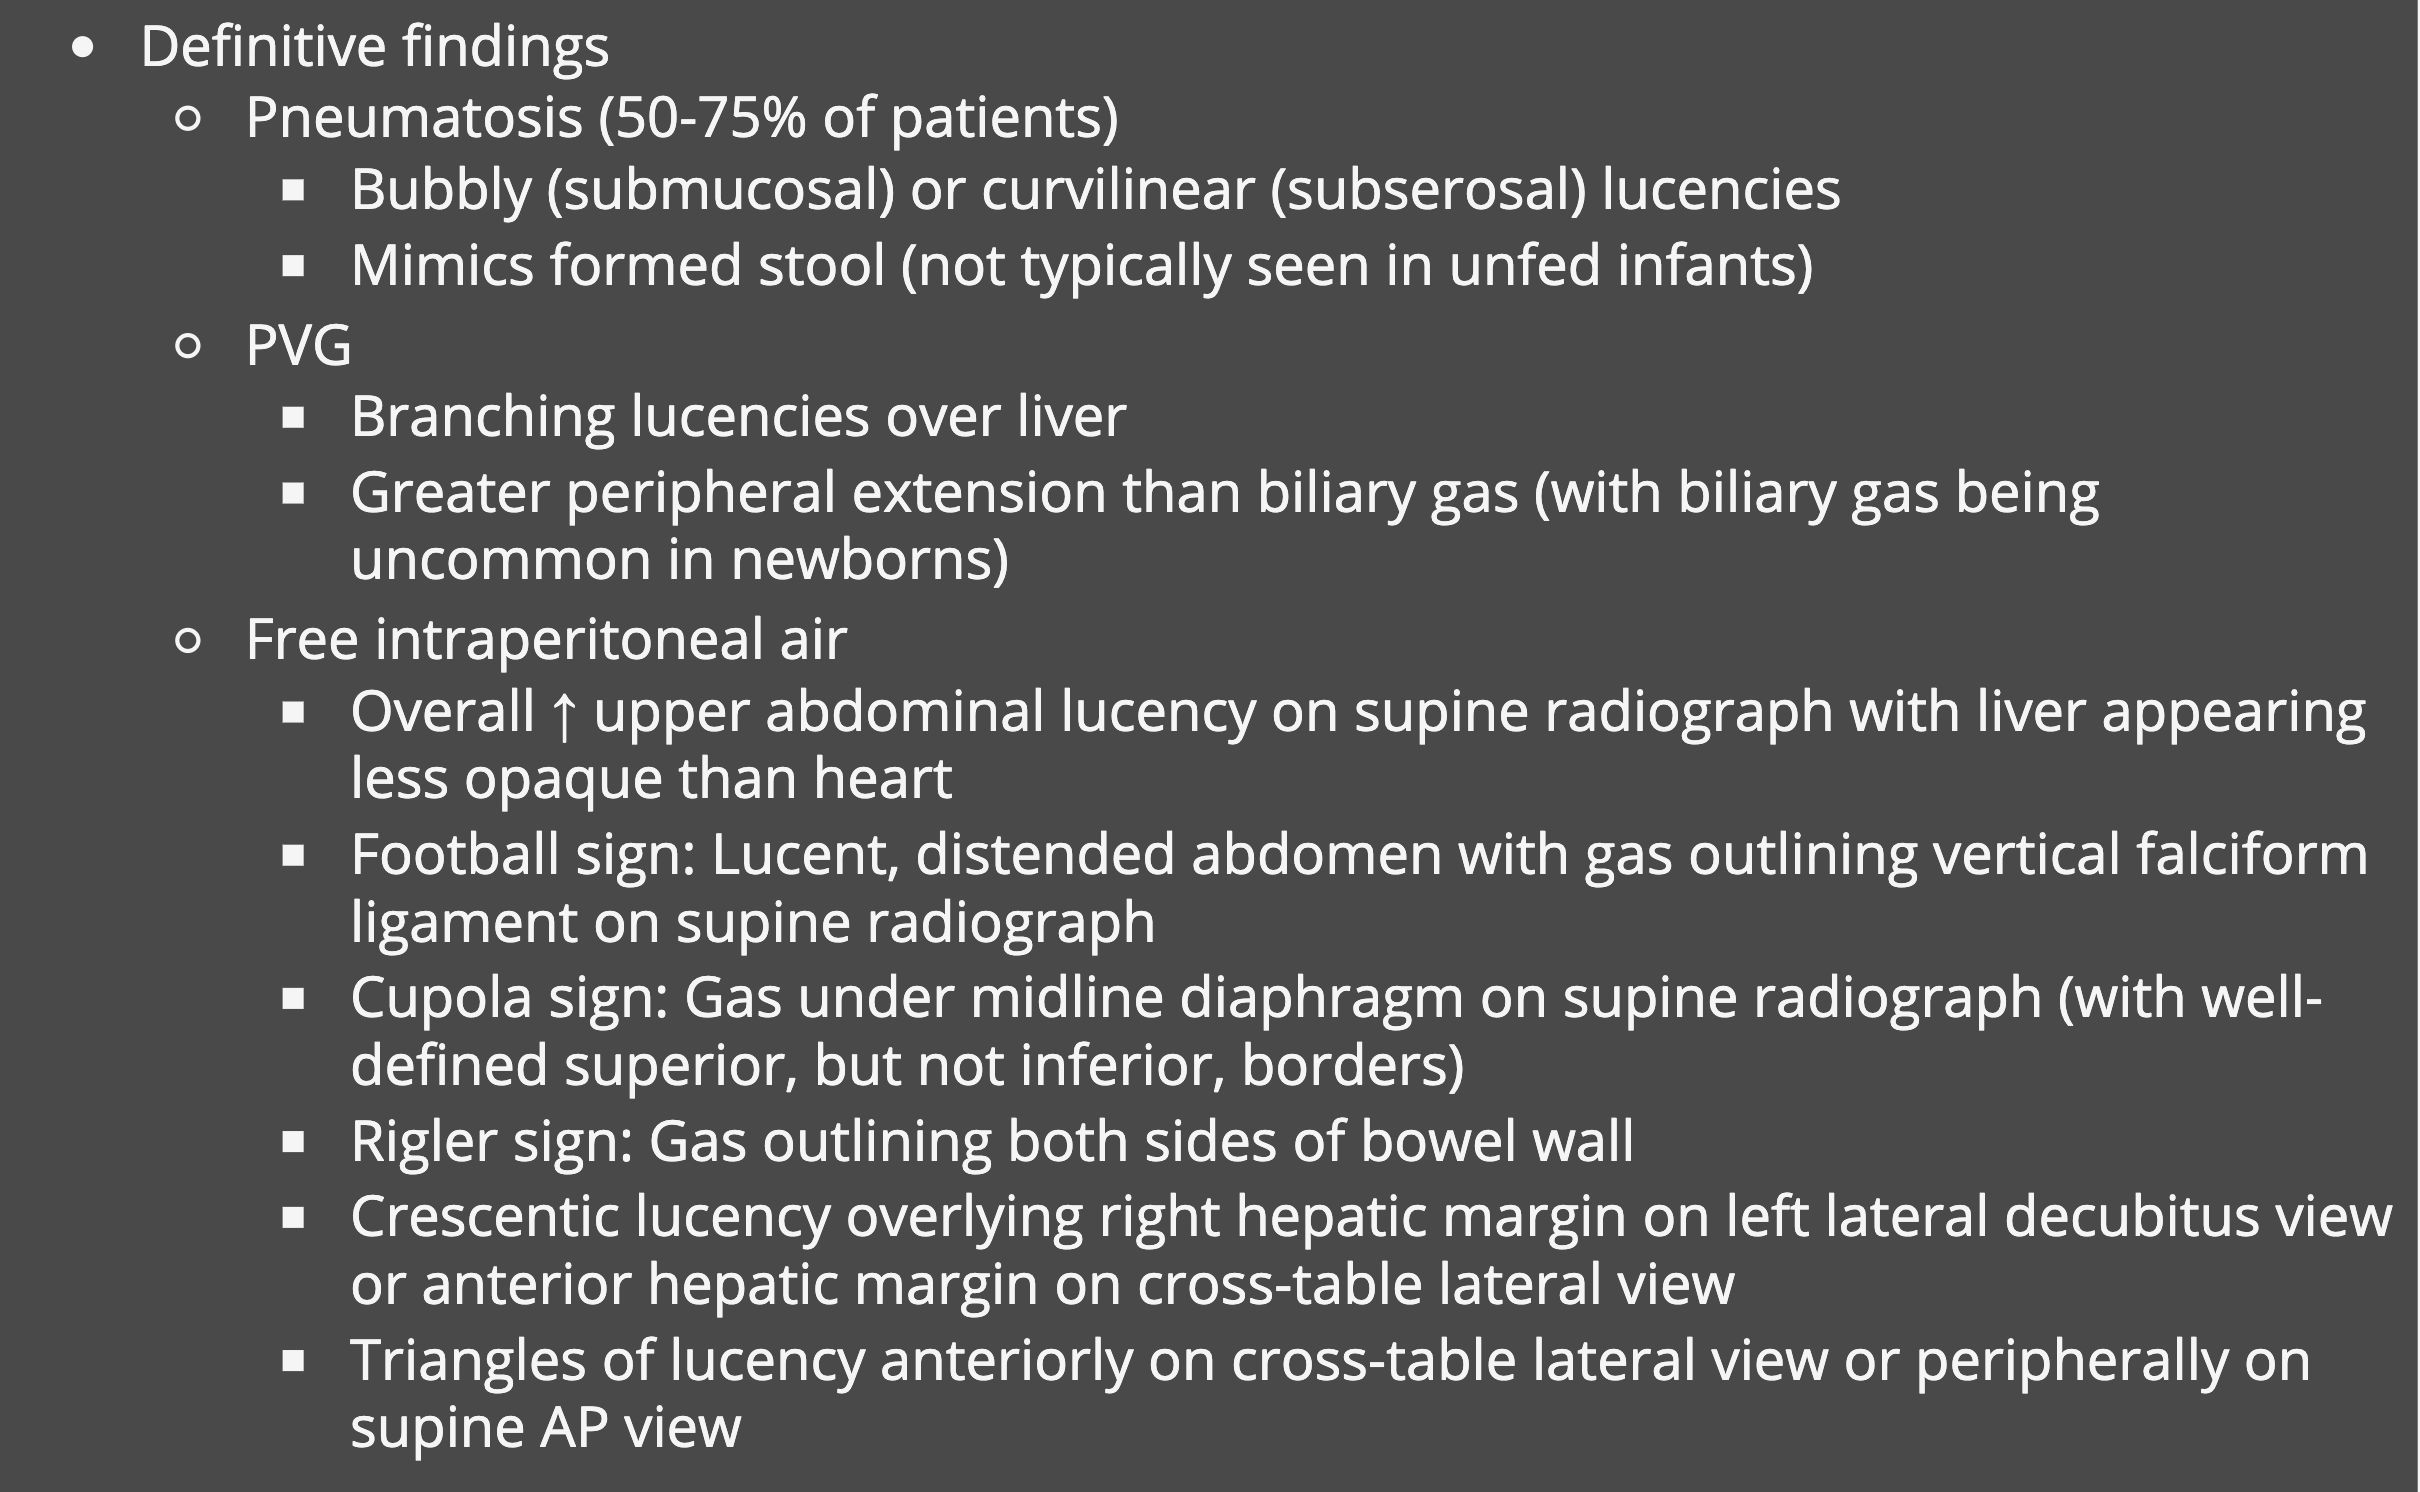 • Definitive findings
○ Pneumatosis (50-75% of patients)
■ Bubbly (submucosal) or curvilinear (subserosal) lucencies
■ Mimics formed stool (not typically seen in unfed infants)
○ PVG
■ Branching lucencies over liver
■ Greater peripheral extension than biliary gas (with biliary gas being
uncommon in newborns)
○ Free intraperitoneal air
■ Overall ↑ upper abdominal lucency on supine radiograph with liver appearing
less opaque than heart
■ Football sign: Lucent, distended abdomen with gas outlining vertical falciform
ligament on supine radiograph
■ Cupola sign: Gas under midline diaphragm on supine radiograph (with well-
defined superior, but not inferior, borders)
■ Rigler sign: Gas outlining both sides of bowel wall
■ Crescentic lucency overlying right hepatic margin on left lateral decubitus view
or anterior hepatic margin on cross-table lateral view
■ Triangles of lucency anteriorly on cross-table lateral view or peripherally on
supine AP view